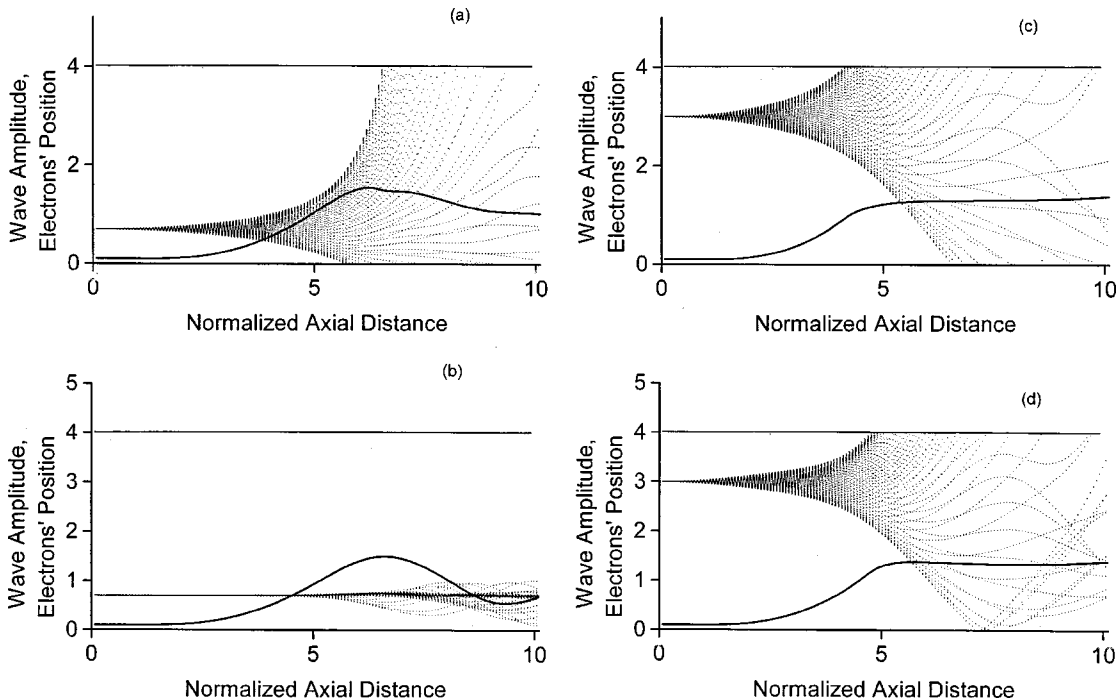 (a)
4
2
0
Wave Amplitude,
Electrons' Position
0
5
10
Normalized Axial Distance
(c)
4
2
0
Wave Amplitude,
Electrons' Position
0
5
10
Normalized Axial Distance
(b)
5
4
3
2
1
0
Wave Amplitude,
Electrons' Position
0
5
10
Normalized Axial Distance
(d)
5
4
3
2
1
0
Wave Amplitude,
Electrons' Position
0
5
10
Normalized Axial Distance